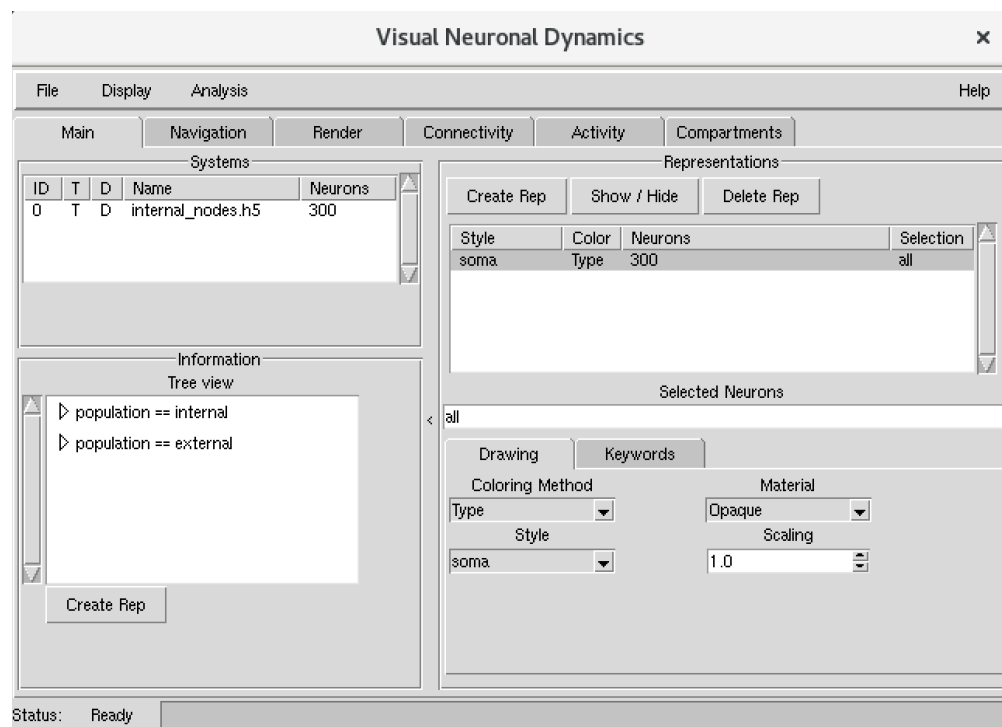 Visual Neuronal Dynamics ×
File Display Analysis Help
Main Navigation Render Connectivity Activity Compartments
Systems
ID T D Name Neurons
0 T D internal_nodes.h5 300
Information
Tree view
population == internal
population == external
Create Rep
Representations
Create Rep Show / Hide Delete Rep
Style Color Neurons Selection
soma Type 300 all
Selected Neurons
<
all
Drawing Keywords
Coloring Method Material
Type Opaque
Style Scaling
soma 1.0
Status: Ready